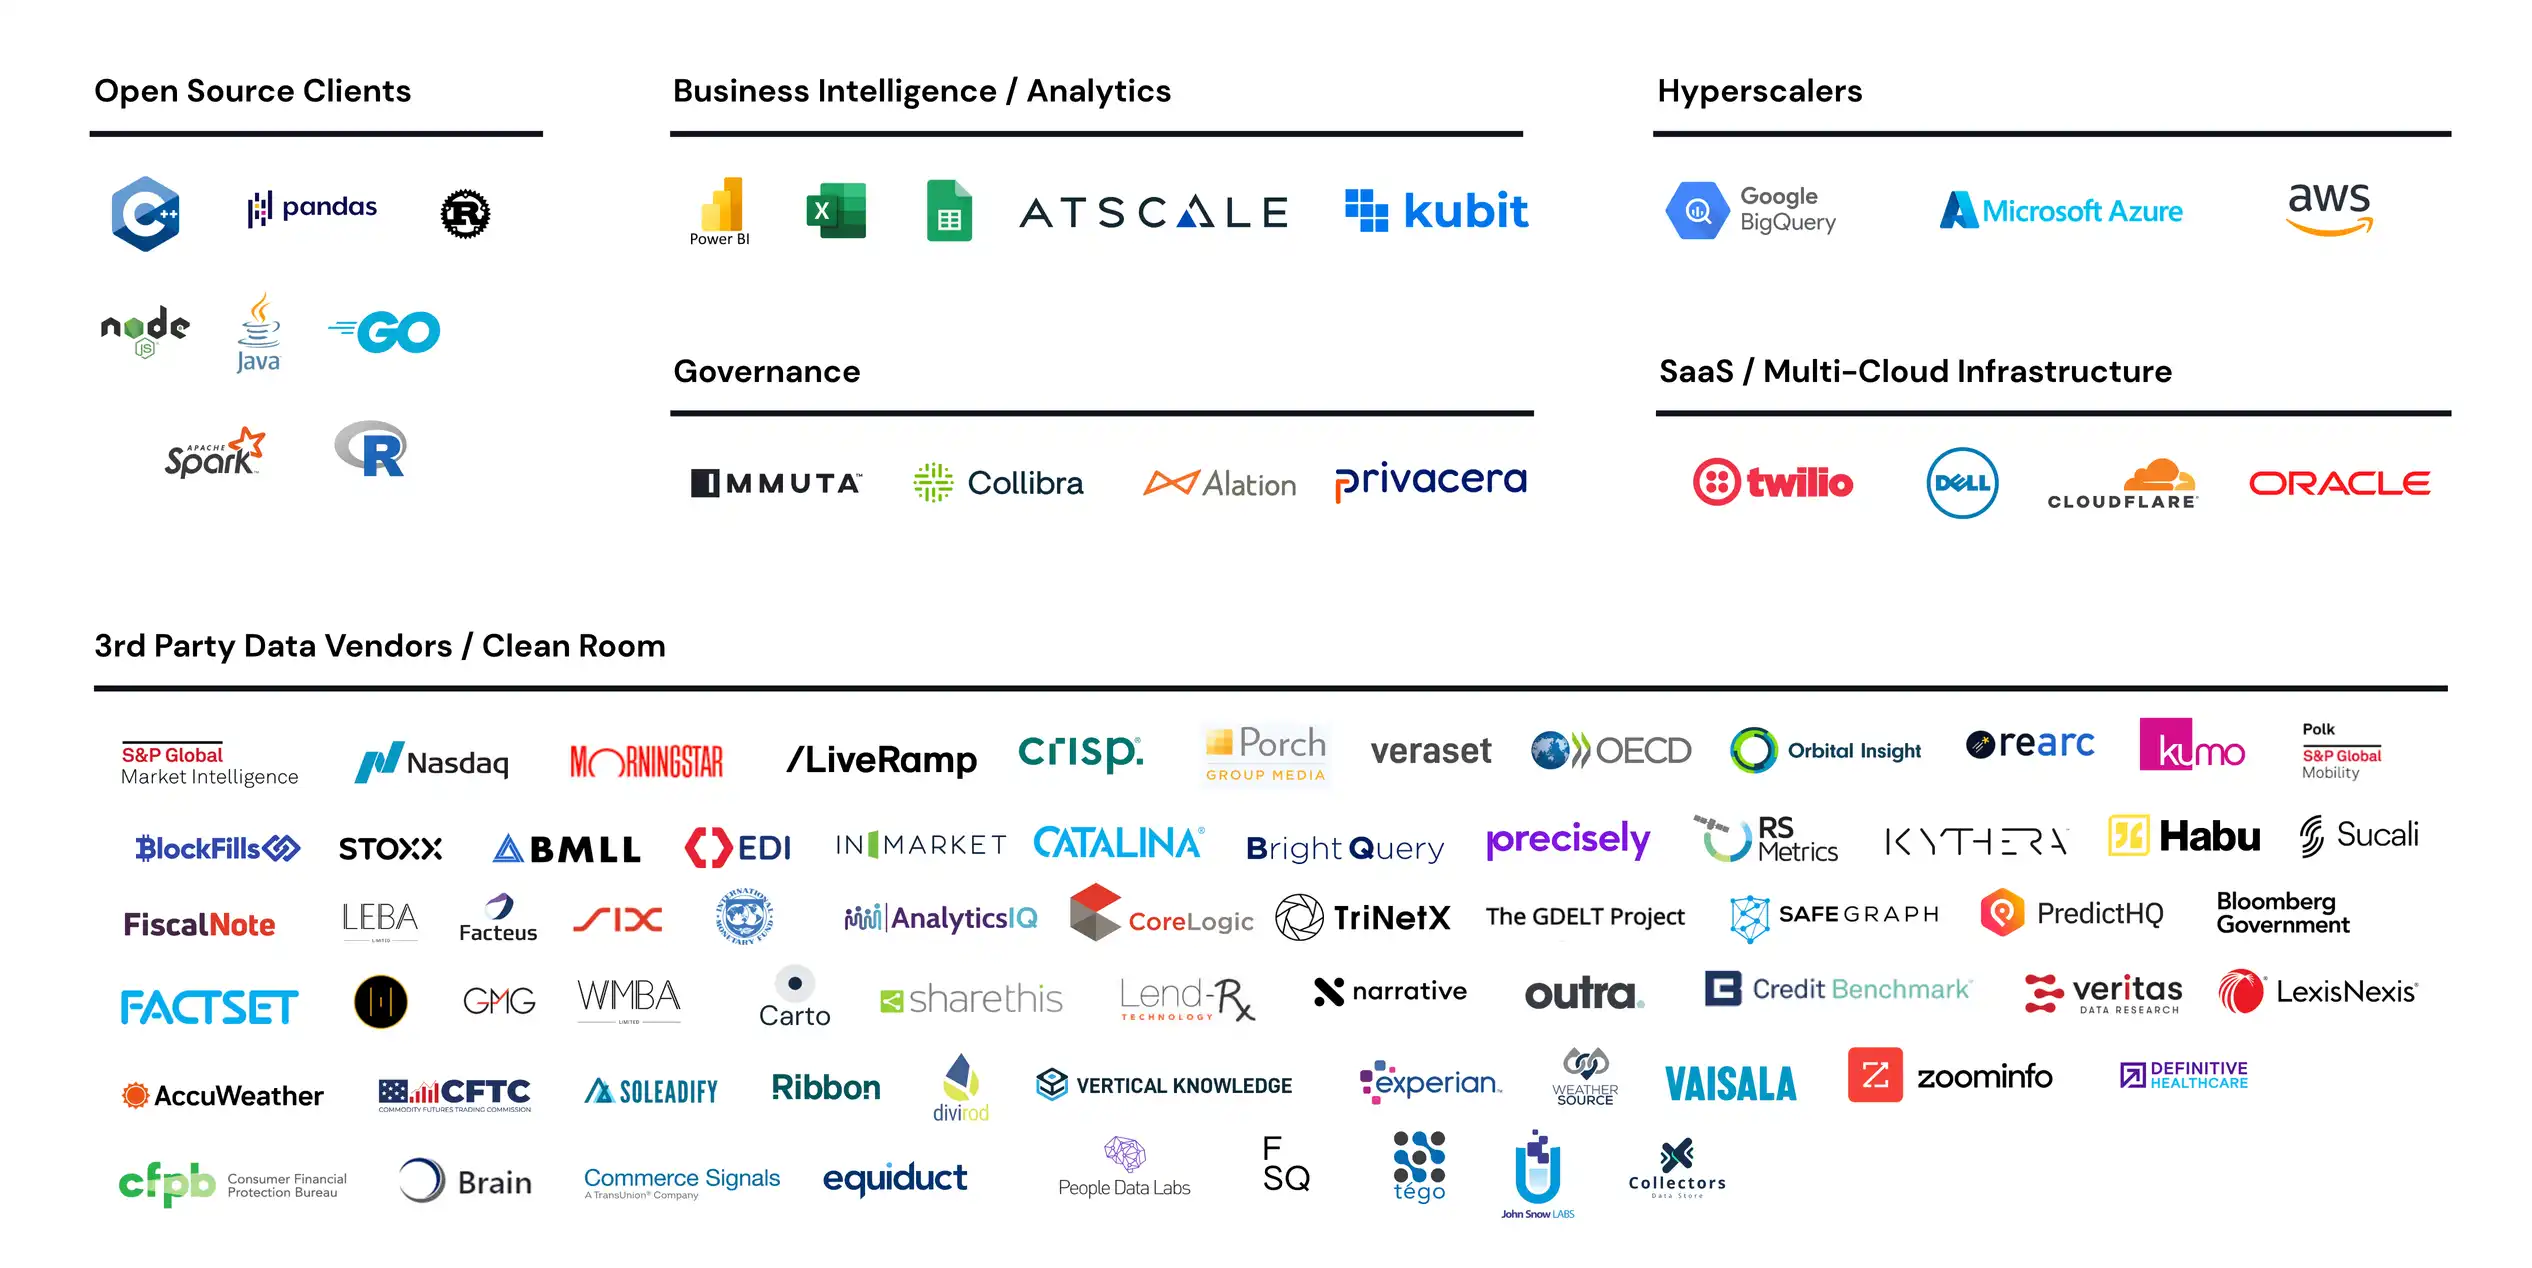 Open Source Clients
C++
pandas
R
node
JS
Java
GO
APACHE
Spark
R
Business Intelligence / Analytics
Power BI
X
ATSCALE
kubit
Hyperscalers
Google
BigQuery
Microsoft Azure
aws
Governance
IMMUTA
Collibra
Alation
privacera
SaaS / Multi-Cloud Infrastructure
twilio
DELL
CLOUDFLARE
ORACLE
3rd Party Data Vendors / Clean Room
S&P Global
Market Intelligence
Nasdaq
MORNINGSTAR
/LiveRamp
crisp.
Porch
GROUP MEDIA
veraset
OECD
Orbital Insight
rearc
kumo
Polk
S&P Global
Mobility
BlockFills
STOXX
BMLL
EDI
INMARKET
CATALINA
Bright Query
precisely
RS
Metrics
KYTHERA
Habu
Sucali
FiscalNote
LEBA
LIMITED
Facteus
SIX
INTERNATIONAL
MONETARY FUND
AnalyticsIQ
CoreLogic
TriNetX
The GDELT Project
SAFEGRAPH
PredictHQ
Bloomberg
Government
FACTSET
GMG
WMBA
LIMITED
Carto
sharethis
Lend-Rx
TECHNOLOGY
narrative
outra.
Credit Benchmark
veritas
DATA RESEARCH
LexisNexis
AccuWeather
CFTC
COMMODITY FUTURES TRADING COMMISSION
SOLEADIFY
Ribbon
divirod
VERTICAL KNOWLEDGE
experian
WEATHER
SOURCE
VAISALA
zoominfo
DEFINITIVE
HEALTHCARE
cfpb
Consumer Financial
Protection Bureau
Brain
Commerce Signals
A TransUnion® Company
equiduct
People Data Labs
F
SQ
tégo
John Snow LABS
Collectors
Data Store